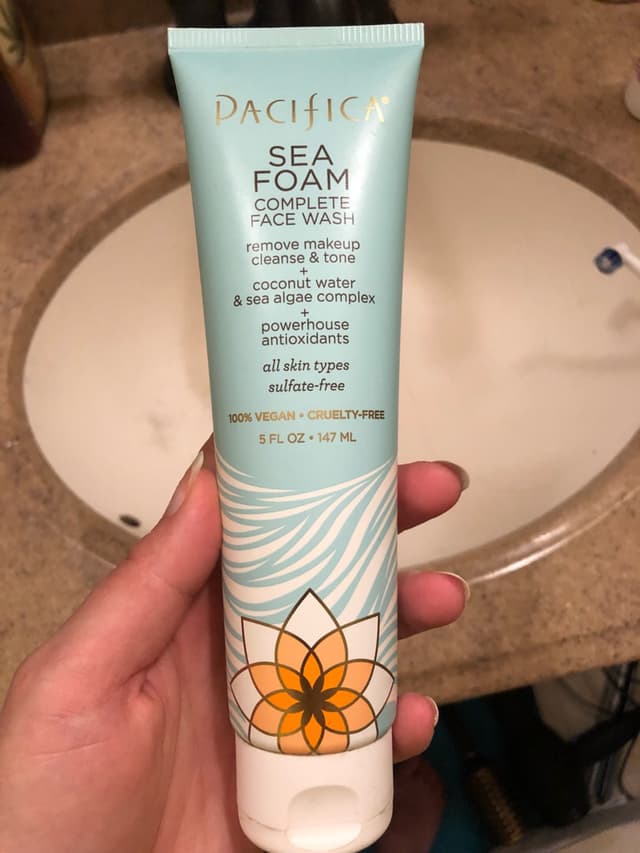 PACIFICA®
SEA
FOAM
COMPLETE
FACE WASH
remove makeup
cleanse & tone
+
coconut water
& sea algae complex
+
powerhouse
antioxidants
all skin types
sulfate-free
100% VEGAN • CRUELTY-FREE
5 FL OZ • 147 ML